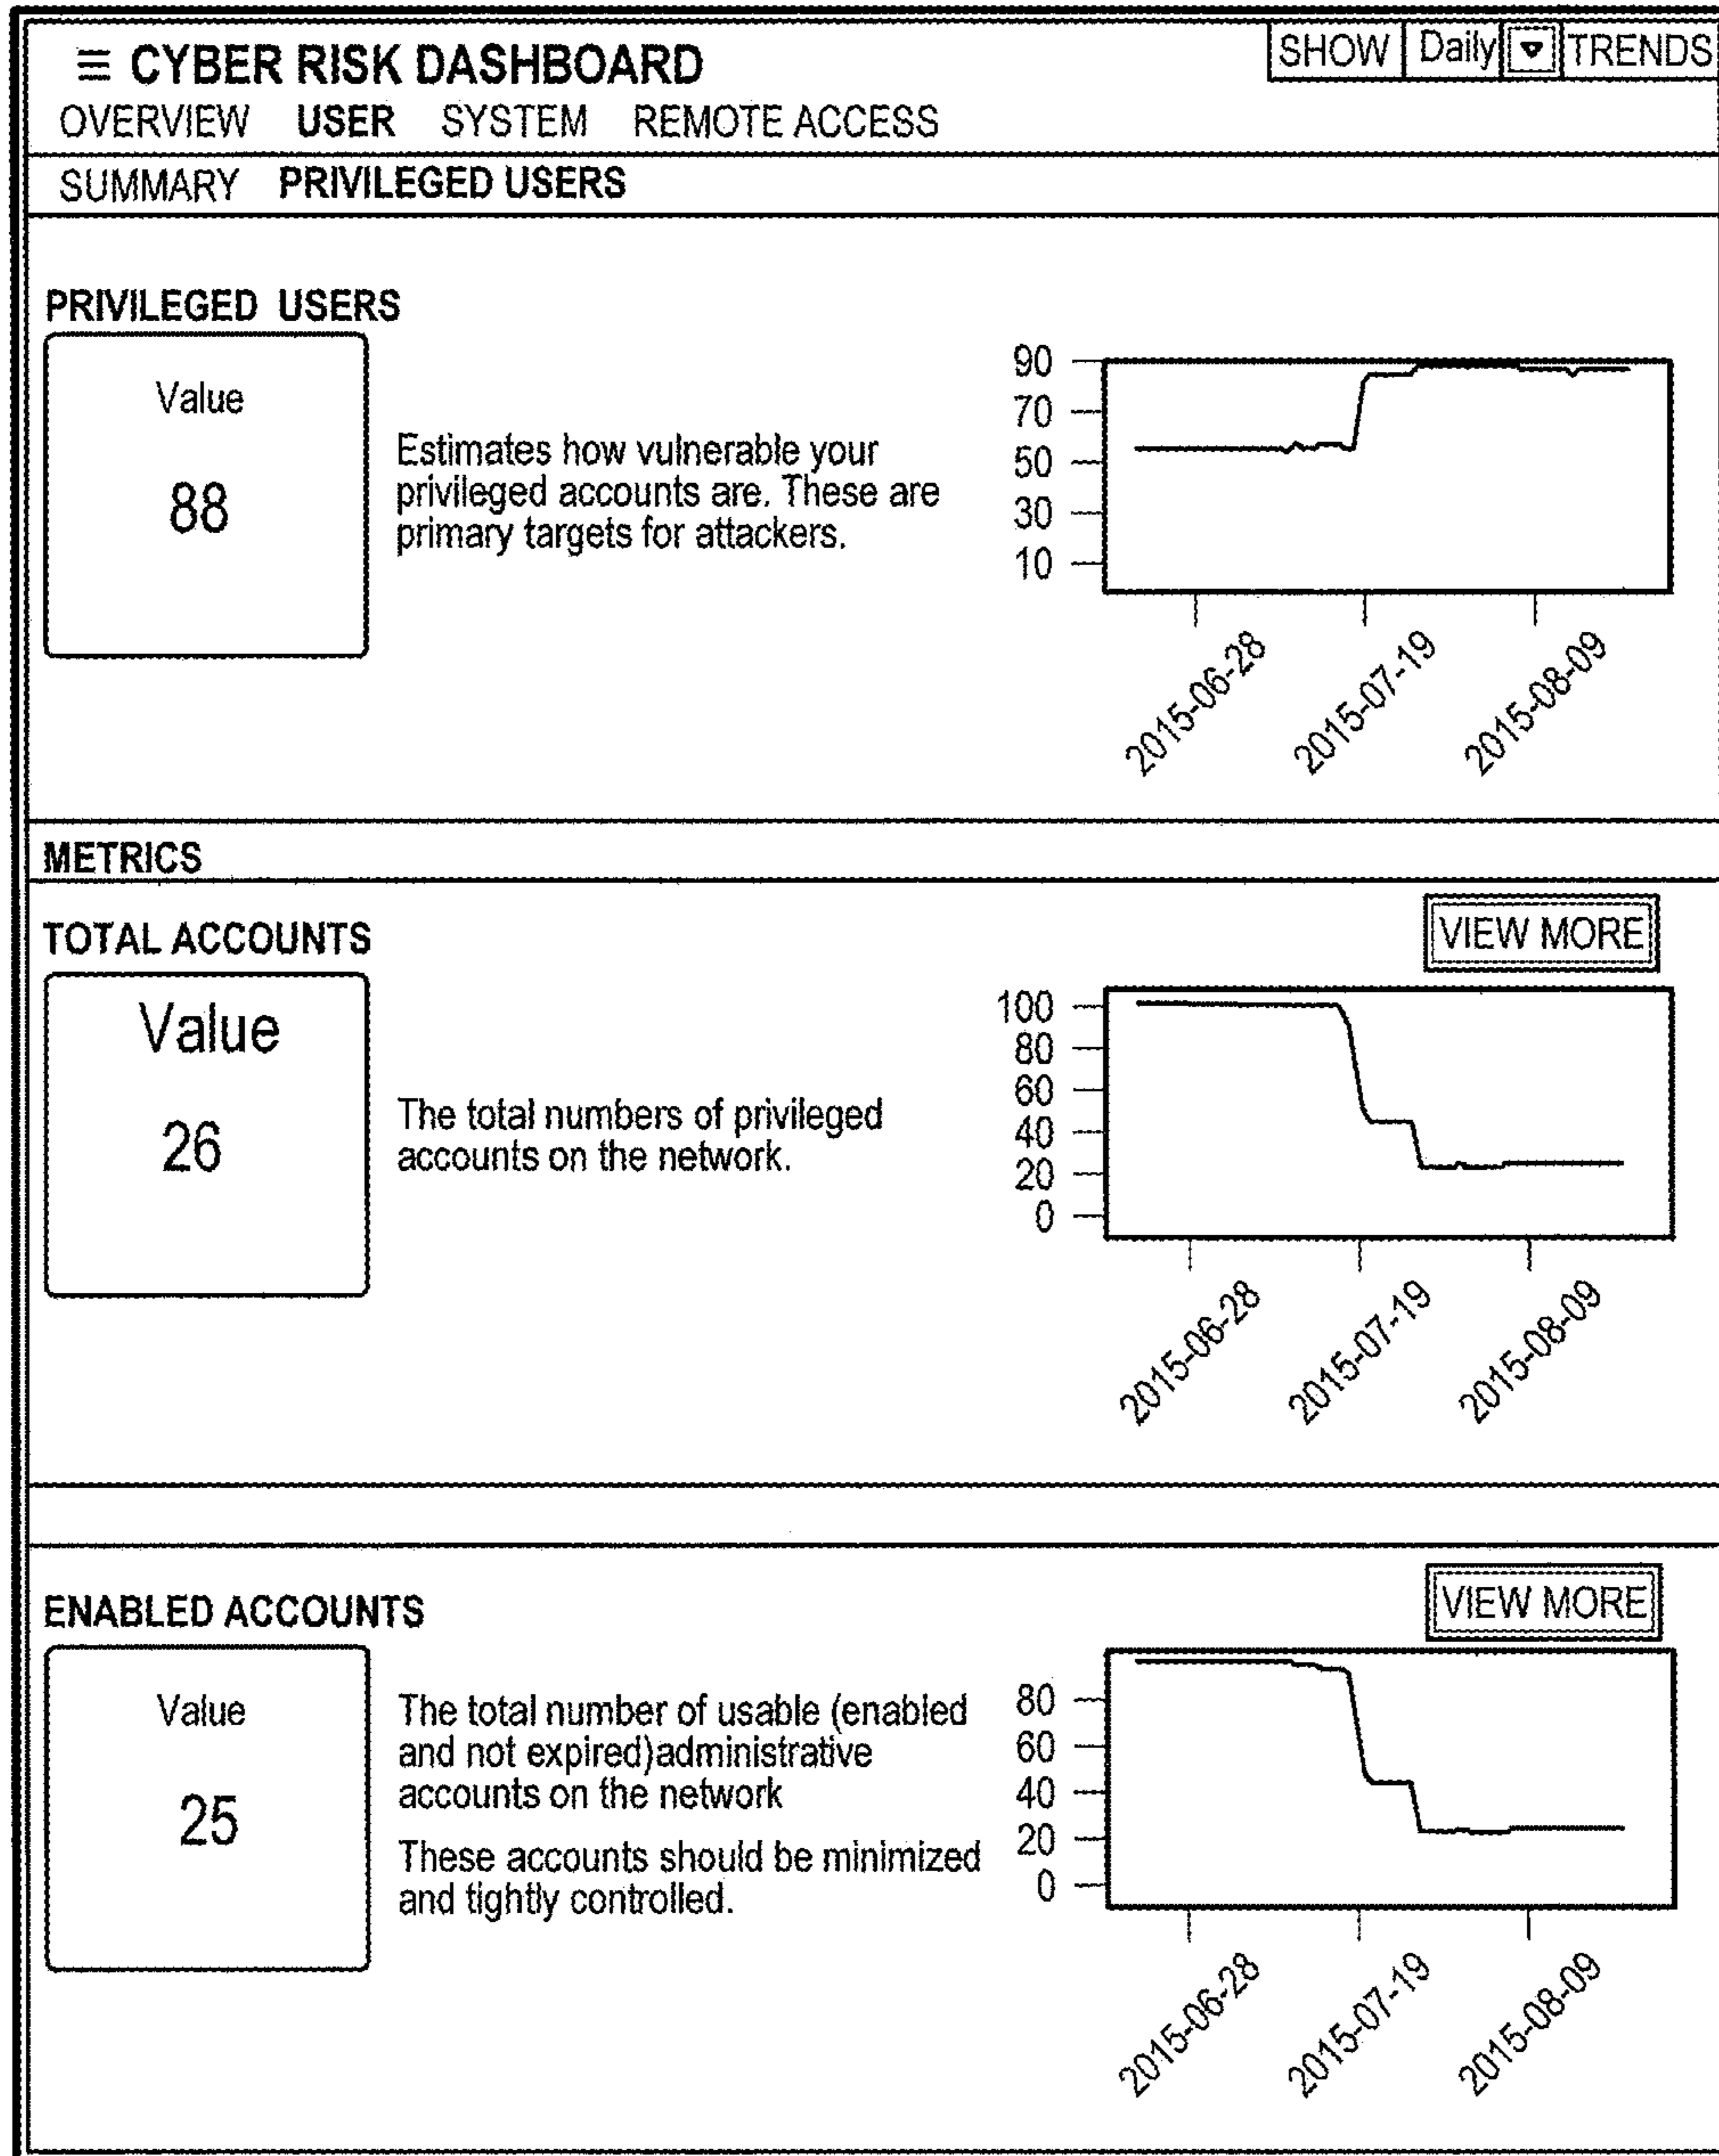 ≡ CYBER RISK DASHBOARD
SHOW Daily TRENDS
OVERVIEW USER SYSTEM REMOTE ACCESS
SUMMARY PRIVILEGED USERS
PRIVILEGED USERS
Value
88
Estimates how vulnerable your
privileged accounts are. These are
primary targets for attackers.
90
70
50
30
10
2015-06-28
2015-07-19
2015-08-09
METRICS
TOTAL ACCOUNTS
VIEW MORE
Value
26
The total numbers of privileged
accounts on the network.
100
80
60
40
20
0
2015-06-28
2015-07-19
2015-08-09
ENABLED ACCOUNTS
VIEW MORE
Value
25
The total number of usable (enabled
and not expired)administrative
accounts on the network
These accounts should be minimized
and tightly controlled.
80
60
40
20
0
2015-06-28
2015-07-19
2015-08-09